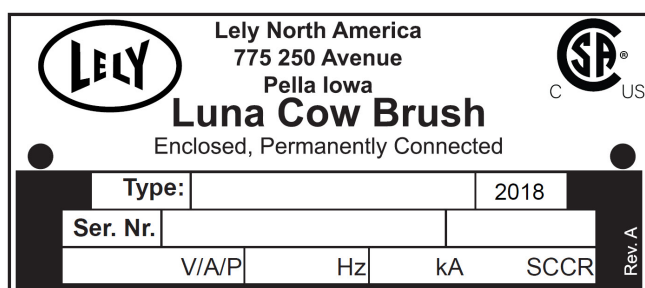 LELY
Lely North America
775 250 Avenue
Pella Iowa
CSA ®
C US
Luna Cow Brush
Enclosed, Permanently Connected
Type: 2018
Ser. Nr.
V/A/P Hz kA SCCR
Rev. A